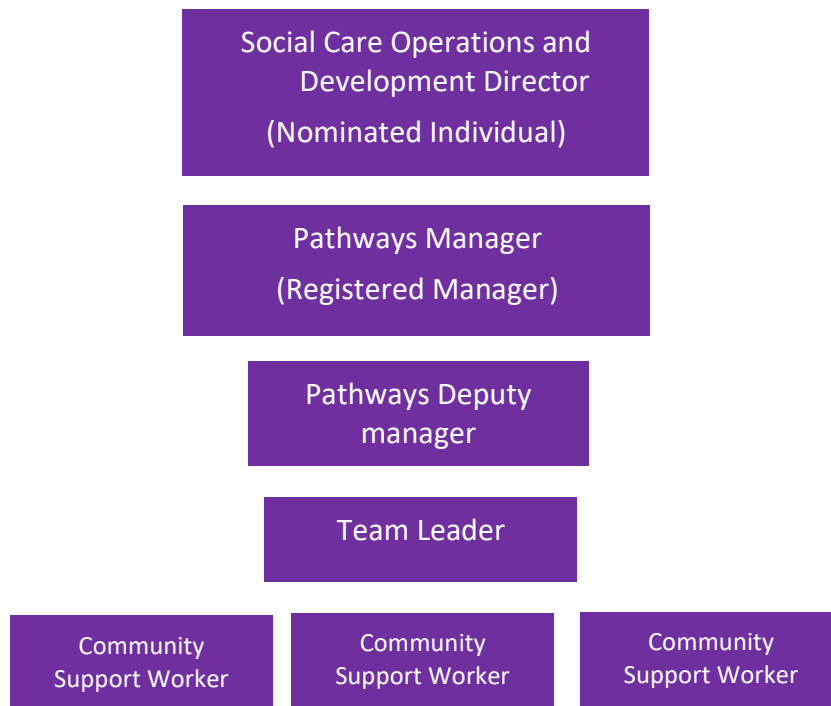 Social Care Operations and
Development Director
(Nominated Individual)
Pathways Manager
(Registered Manager)
Pathways Deputy
manager
Team Leader
Community
Support Worker
Community
Support Worker
Community
Support Worker